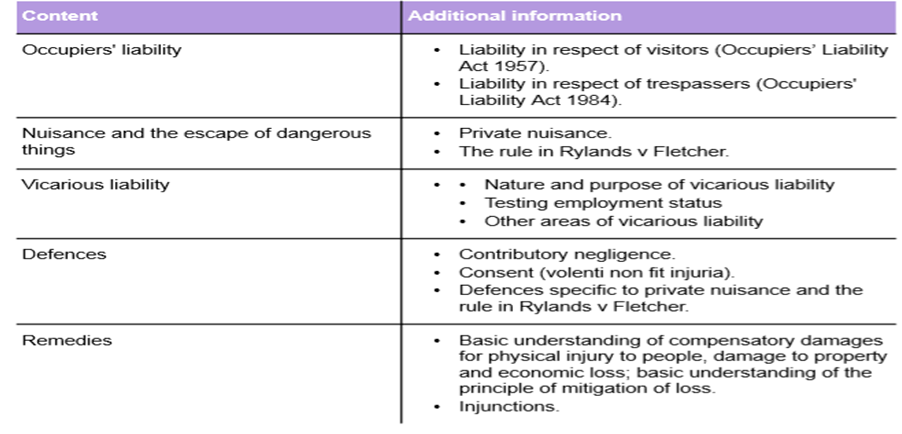 Content Additional information
Occupiers' liability
• Liability in respect of visitors (Occupiers' Liability
Act 1957).
• Liability in respect of trespassers (Occupiers'
Liability Act 1984).
Nuisance and the escape of dangerous
things
• Private nuisance.
• The rule in Rylands v Fletcher.
Vicarious liability
• • Nature and purpose of vicarious liability
• Testing employment status
• Other areas of vicarious liability
Defences
• Contributory negligence.
• Consent (volenti non fit injuria).
• Defences specific to private nuisance and the
rule in Rylands v Fletcher.
Remedies
• Basic understanding of compensatory damages
for physical injury to people, damage to property
and economic loss; basic understanding of the
principle of mitigation of loss.
• Injunctions.